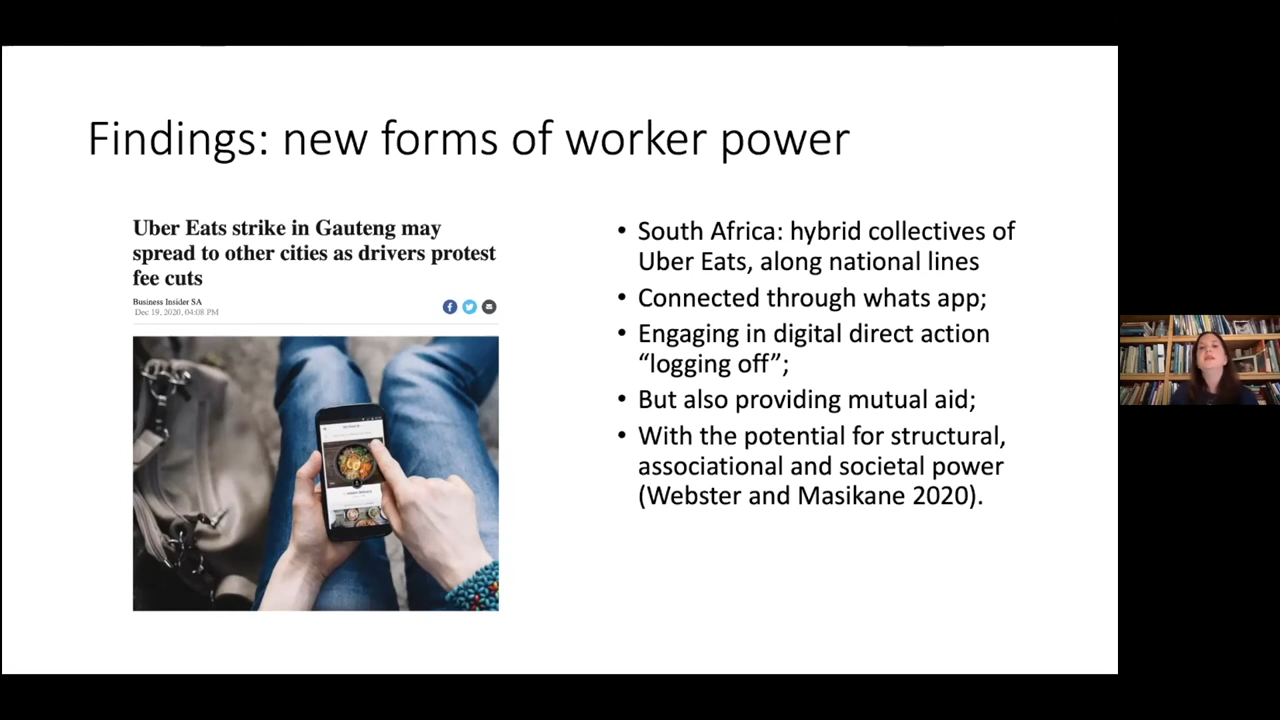 Findings: new forms of worker power
Uber Eats strike in Gauteng may
spread to other cities as drivers protest
fee cuts
Business Insider SA
Dec 19, 2020, 04:08 PM
• South Africa: hybrid collectives of
Uber Eats, along national lines
• Connected through whats app;
• Engaging in digital direct action
“logging off”;
• But also providing mutual aid;
• With the potential for structural,
associational and societal power
(Webster and Masikane 2020).